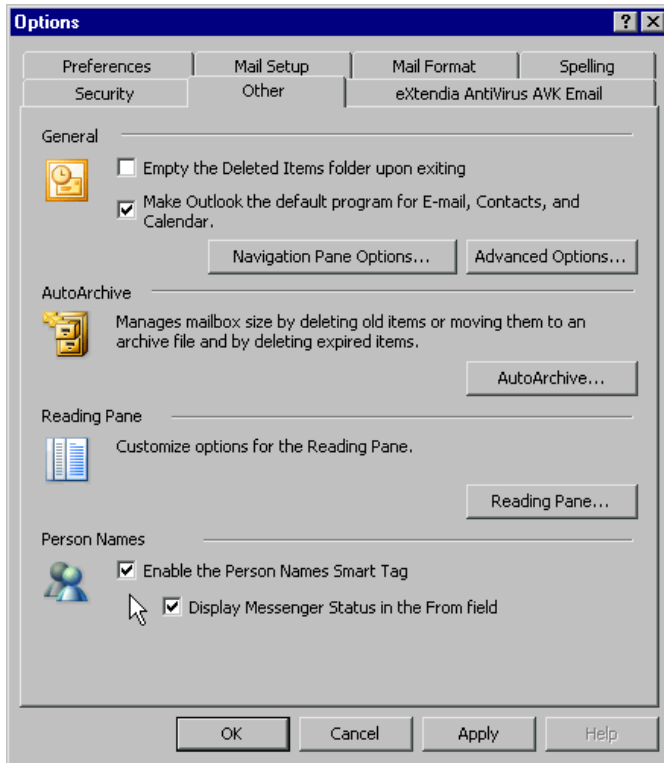 Options
Preferences
Mail Setup
Mail Format
Spelling
Security
Other
eXtendia AntiVirus AVK Email
General
Empty the Deleted Items folder upon exiting
Make Outlook the default program for E-mail, Contacts, and
Calendar.
Navigation Pane Options...
Advanced Options...
AutoArchive
Manages mailbox size by deleting old items or moving them to an
archive file and by deleting expired items.
AutoArchive...
Reading Pane
Customize options for the Reading Pane.
Reading Pane...
Person Names
Enable the Person Names Smart Tag
Display Messenger Status in the From field
OK
Cancel
Apply
Help